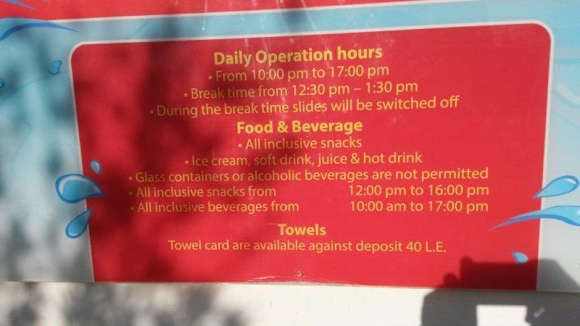 Daily Operation hours
• From 10:00 pm to 17:00 pm
• Break time from 12:30 pm – 1:30 pm
• During the break time slides will be switched off
Food & Beverage
• All inclusive snacks
• Ice cream, soft drink, juice & hot drink
• Glass containers or alcoholic beverages are not permitted
• All inclusive snacks from 12:00 pm to 16:00 pm
• All inclusive beverages from 10:00 am to 17:00 pm
Towels
Towel card are available against deposit 40 L.E.